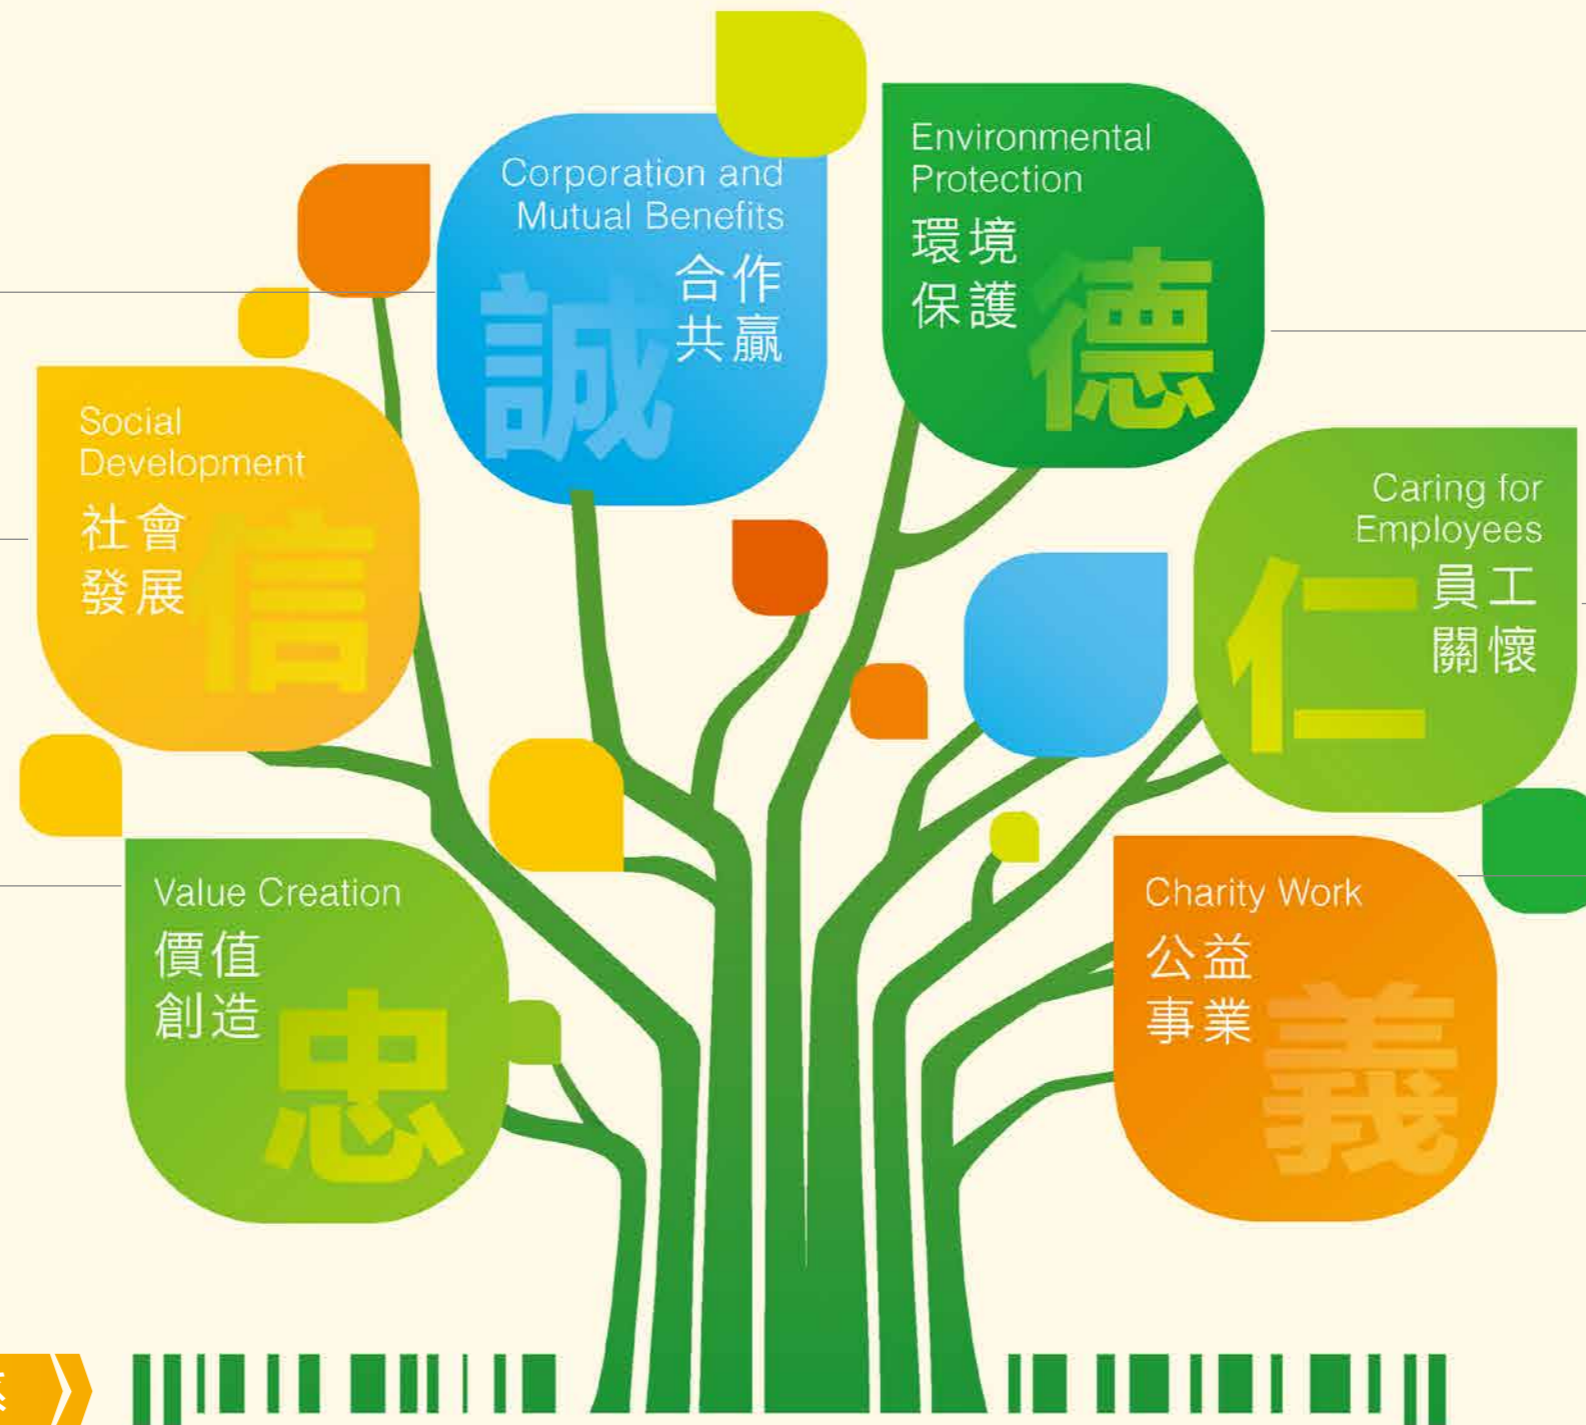 Corporation and
Mutual Benefits
合作
共贏
誠
Environmental
Protection
環境
保護
德
Social
Development
社會
發展
信
Caring for
Employees
員工
關懷
仁
Value Creation
價值
創造
忠
Charity Work
公益
事業
義